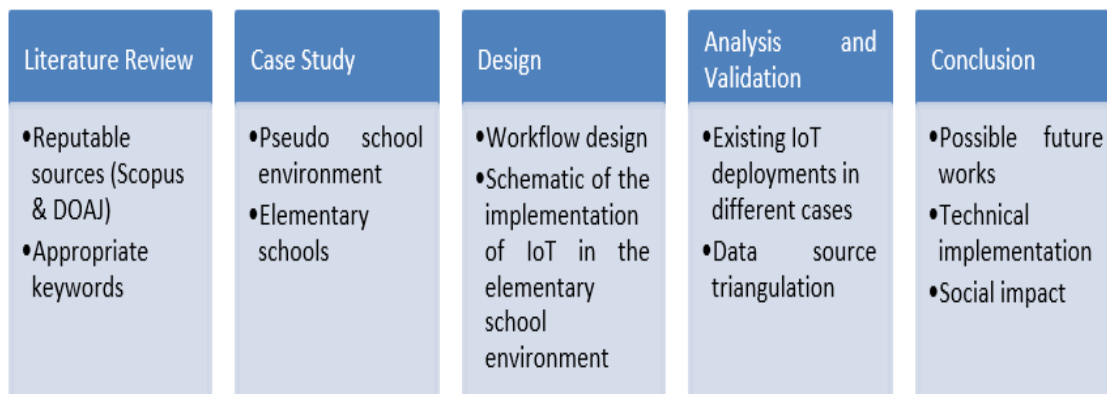 Literature Review
•Reputable
sources (Scopus
& DOAJ)
•Appropriate
keywords
Case Study
•Pseudo school
environment
•Elementary
schools
Design
•Workflow design
•Schematic of the
implementation
of IoT in the
elementary
school
environment
Analysis and
Validation
•Existing IoT
deployments in
different cases
•Data source
triangulation
Conclusion
•Possible future
works
•Technical
implementation
•Social impact